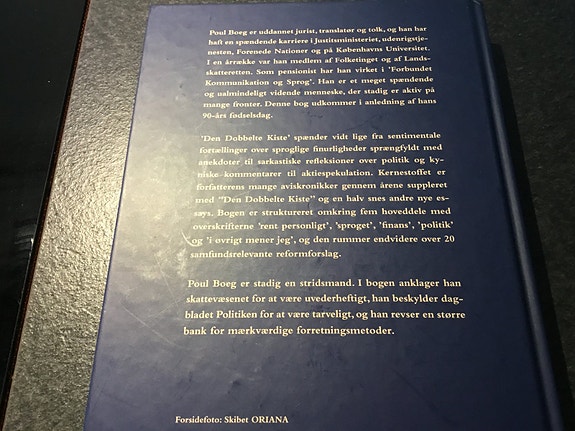 Poul Boeg er uddannet jurist, translatør og tolk, og han har
haft en spændende karriere i Justitsministeriet, udenrigstje-
nesten, Forenede Nationer og på Københavns Universitet.
I en årrække var han medlem af Folketinget og af Lands-
skatteretten. Som pensionist har han virket i 'Forbundet
Kommunikation og Sprog'. Han er et meget spændende
og ualmindeligt vidende menneske, der stadig er aktiv på
mange fronter. Denne bog udkommer i anledning af hans
90-års fødselsdag.
'Den Dobbelte Kiste' spænder vidt lige fra sentimentale
fortællinger over sproglige finurligheder sprængfyldt med
anekdoter til sarkastiske refleksioner over politik og ky-
niske kommentarer til aktiespekulation. Kernestoffet er
forfatterens mange aviskronikker gennem årene suppleret
med "Den Dobbelte Kiste" og en halv snes andre nye es-
says. Bogen er struktureret omkring fem hoveddele med
overskrifterne 'rent personligt', 'sproget', 'finans', 'politik'
og 'i øvrigt mener jeg', og den rummer endvidere over 20
samfundsrelevante reformforslag.
Poul Boeg er stadig en stridsmand. I bogen anklager han
skattevæsenet for at være uvederheftigt, han beskylder dag-
bladet Politiken for at være tarveligt, og han revser en større
bank for mærkværdige forretningsmetoder.
Forsidefoto: Skibet ORIANA